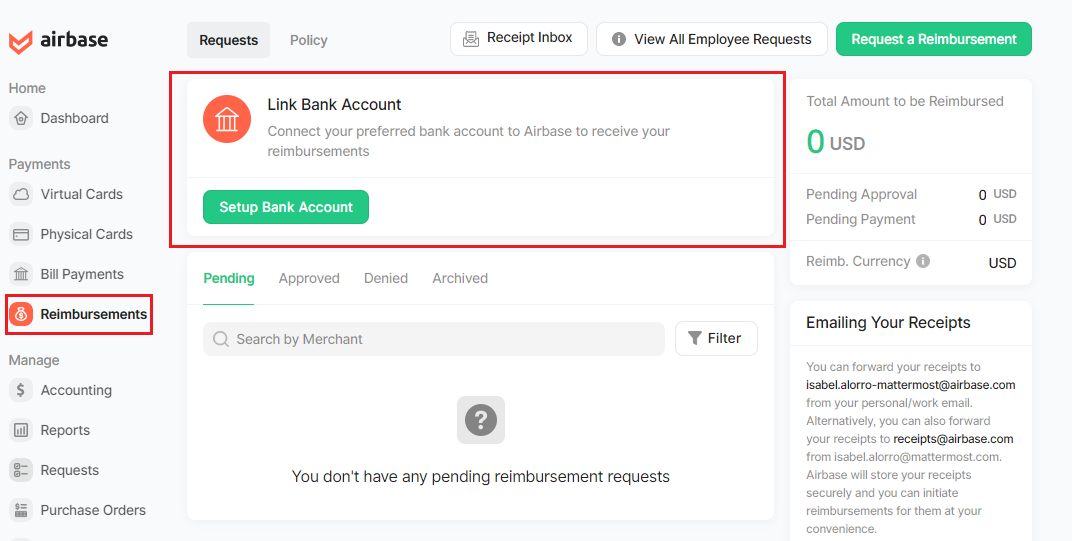 airbase
Home
Dashboard
Payments
Virtual Cards
Physical Cards
Bill Payments
Reimbursements
Manage
Accounting
Reports
Requests
Purchase Orders
Requests
Policy
Receipt Inbox
View All Employee Requests
Request a Reimbursement
Link Bank Account
Connect your preferred bank account to Airbase to receive your
reimbursements
Setup Bank Account
Pending
Approved
Denied
Archived
Search by Merchant
Filter
You don't have any pending reimbursement requests
Total Amount to be Reimbursed
0 USD
Pending Approval 0 USD
Pending Payment 0 USD
Reimb. Currency USD
Emailing Your Receipts
You can forward your receipts to
isabel.alorro-mattermost@airbase.com
from your personal/work email.
Alternatively, you can also forward
your receipts to receipts@airbase.com
from isabel.alorro@mattermost.com.
Airbase will store your receipts
securely and you can initiate
reimbursements for them at your
convenience.